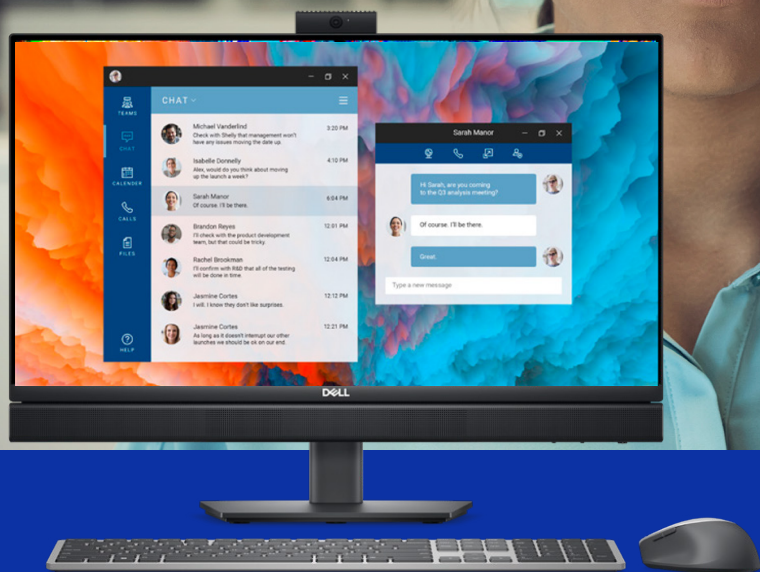 TEAMS
CHAT
CALENDER
CALLS
FILES
HELP
CHAT
Michael Vanderlind 3:20 PM
Check with Shelly that management won't
have any issues moving the date up.
Isabelle Donnelly 4:10 PM
Alex, would do you think about moving
up the launch a week?
Sarah Manor 6:04 PM
Of course. I'll be there.
Brandon Reyes 12:01 PM
I'll check with the product development
team, but that could be tricky.
Rachel Brookman 12:04 PM
I'll confirm with R&D that all of the testing
will be done in time.
Jasmine Cortes 12:12 PM
I will. I know they don't like surprises.
Jasmine Cortes 12:21 PM
As long as it doesn't interrupt our other
launches we should be ok on our end.
Sarah Manor
Hi Sarah, are you coming
to the Q3 analysis meeting?
Of course. I'll be there.
Great.
Type a new message
DELL